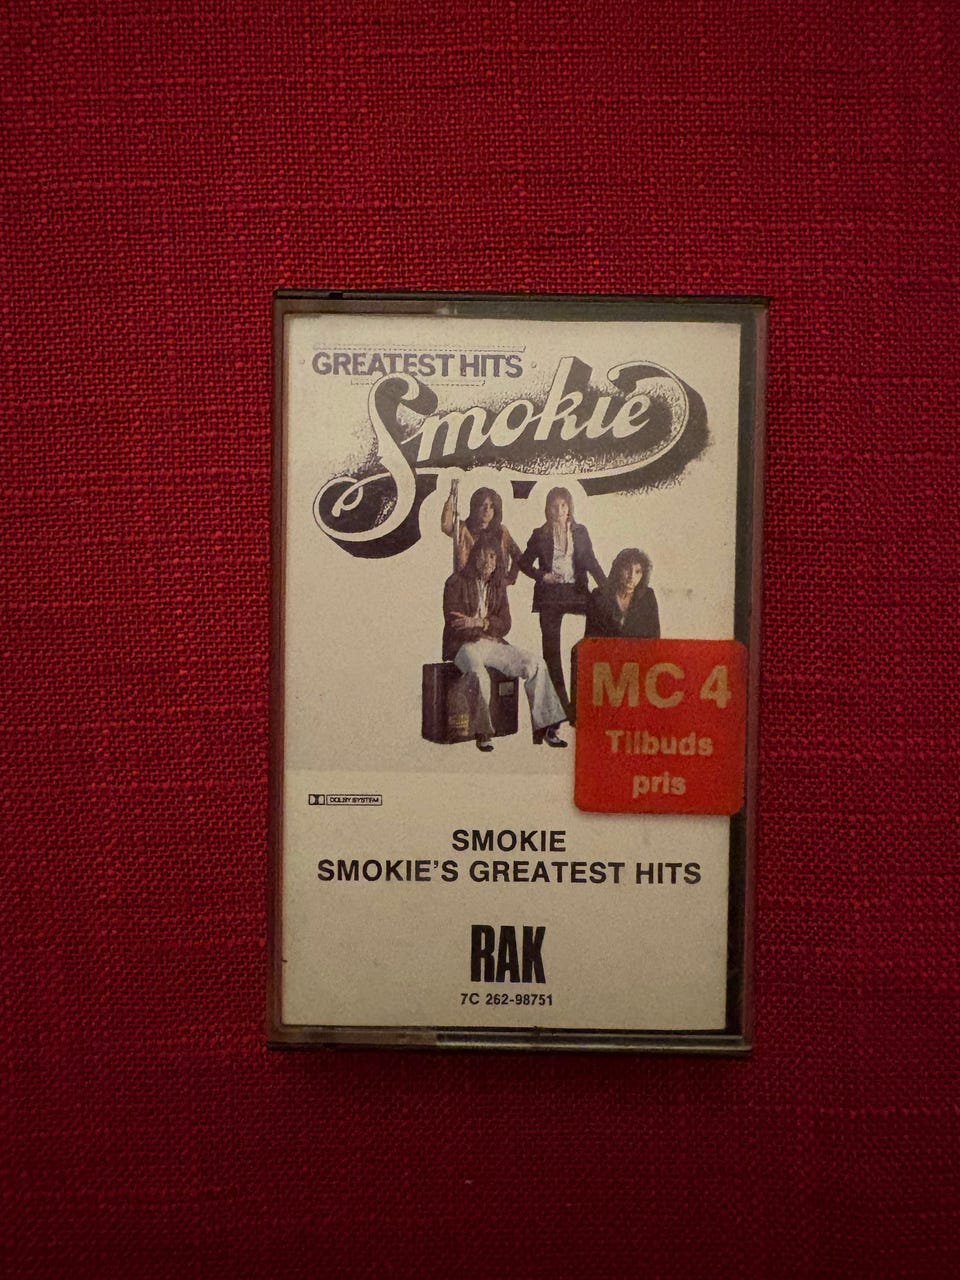 GREATEST HITS
Smokie
MC 4
Tilbuds
pris
DOLBY SYSTEM
SMOKIE
SMOKIE'S GREATEST HITS
RAK
7C 262-98751